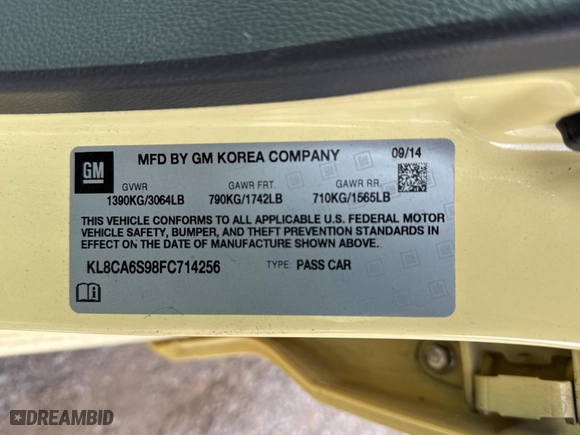 GM
MFD BY GM KOREA COMPANY
09/14
GVWR GAWR FRT. GAWR RR.
1390KG/3064LB 790KG/1742LB 710KG/1565LB
THIS VEHICLE CONFORMS TO ALL APPLICABLE U.S. FEDERAL MOTOR
VEHICLE SAFETY, BUMPER, AND THEFT PREVENTION STANDARDS IN
EFFECT ON THE DATE OF MANUFACTURE SHOWN ABOVE.
KL8CA6S98FC714256 TYPE: PASS CAR
DREAMBID